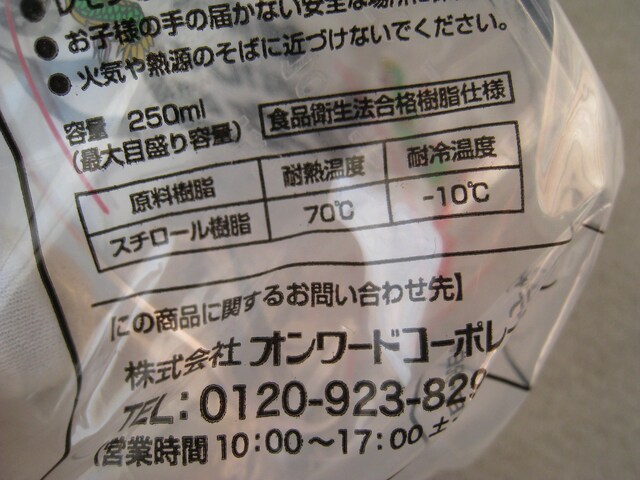 お子様の手の届かない安全な場所に
● 火気や熱源のそばに近づけないでください。
容量 250ml
(最大目盛り容量)
食品衛生法合格樹脂仕様
原料樹脂 耐熱温度 耐冷温度
スチロール樹脂 70℃ -10℃
【この商品に関するお問い合わせ先】
株式会社 オンワードコーポレー
TEL：0120-923-829
(営業時間 10：00～17：00 土